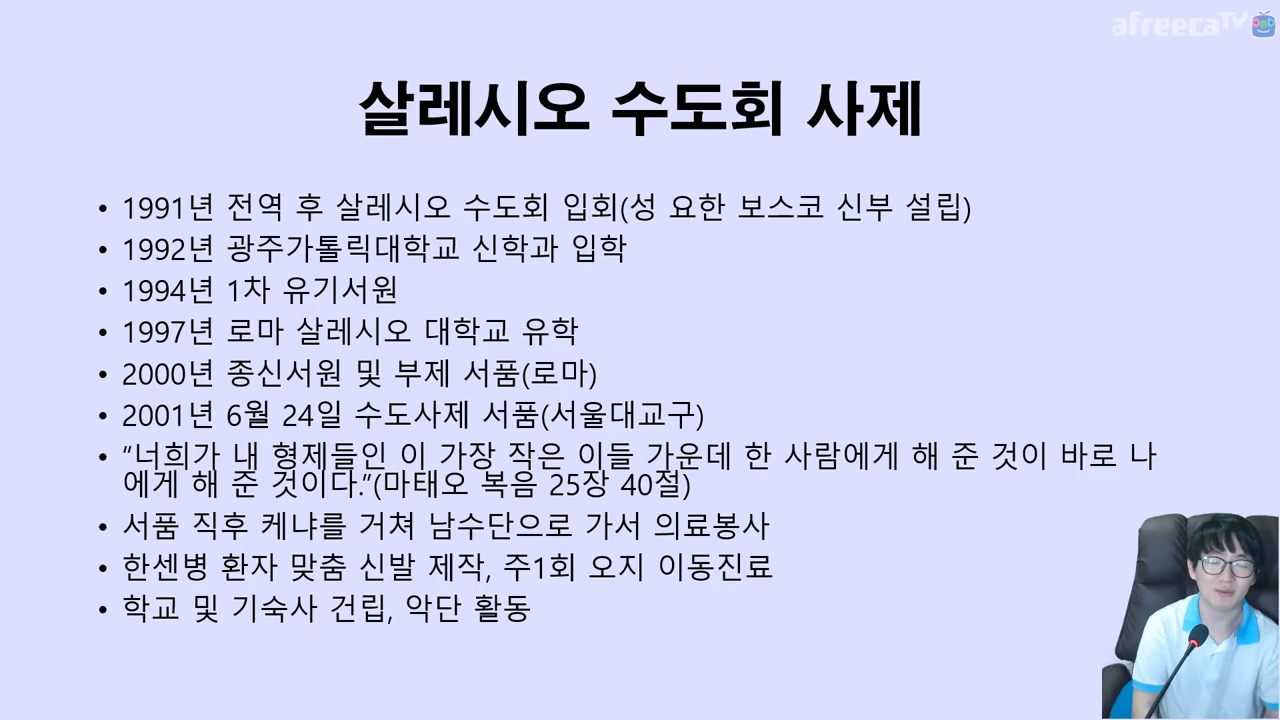 afreecaTV
살레시오 수도회 사제
• 1991년 전역 후 살레시오 수도회 입회(성 요한 보스코 신부 설립)
• 1992년 광주가톨릭대학교 신학과 입학
• 1994년 1차 유기서원
• 1997년 로마 살레시오 대학교 유학
• 2000년 종신서원 및 부제 서품(로마)
• 2001년 6월 24일 수도사제 서품(서울대교구)
• “너희가 내 형제들인 이 가장 작은 이들 가운데 한 사람에게 해 준 것이 바로 나
에게 해 준 것이다.”(마태오 복음 25장 40절)
• 서품 직후 케냐를 거쳐 남수단으로 가서 의료봉사
• 한센병 환자 맞춤 신발 제작, 주1회 오지 이동진료
• 학교 및 기숙사 건립, 악단 활동